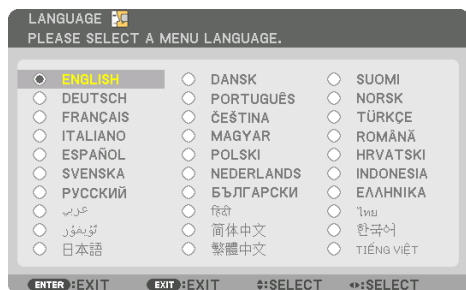 LANGUAGE
PLEASE SELECT A MENU LANGUAGE.
ENGLISH DANSK SUOMI
DEUTSCH PORTUGUÊS NORSK
FRANÇAIS ČEŠTINA TÜRKÇE
ITALIANO MAGYAR ROMÂNĂ
ESPAÑOL POLSKI HRVATSKI
SVENSKA NEDERLANDS INDONESIA
РУССКИЙ БЪЛГАРСКИ ΕΛΛΗΝΙΚΑ
عربي हिंदी ไทย
ئۇيغۇر 简体中文 한국어
日本語 繁體中文 TIẾNG VIỆT
ENTER:EXIT EXIT:EXIT :SELECT :SELECT